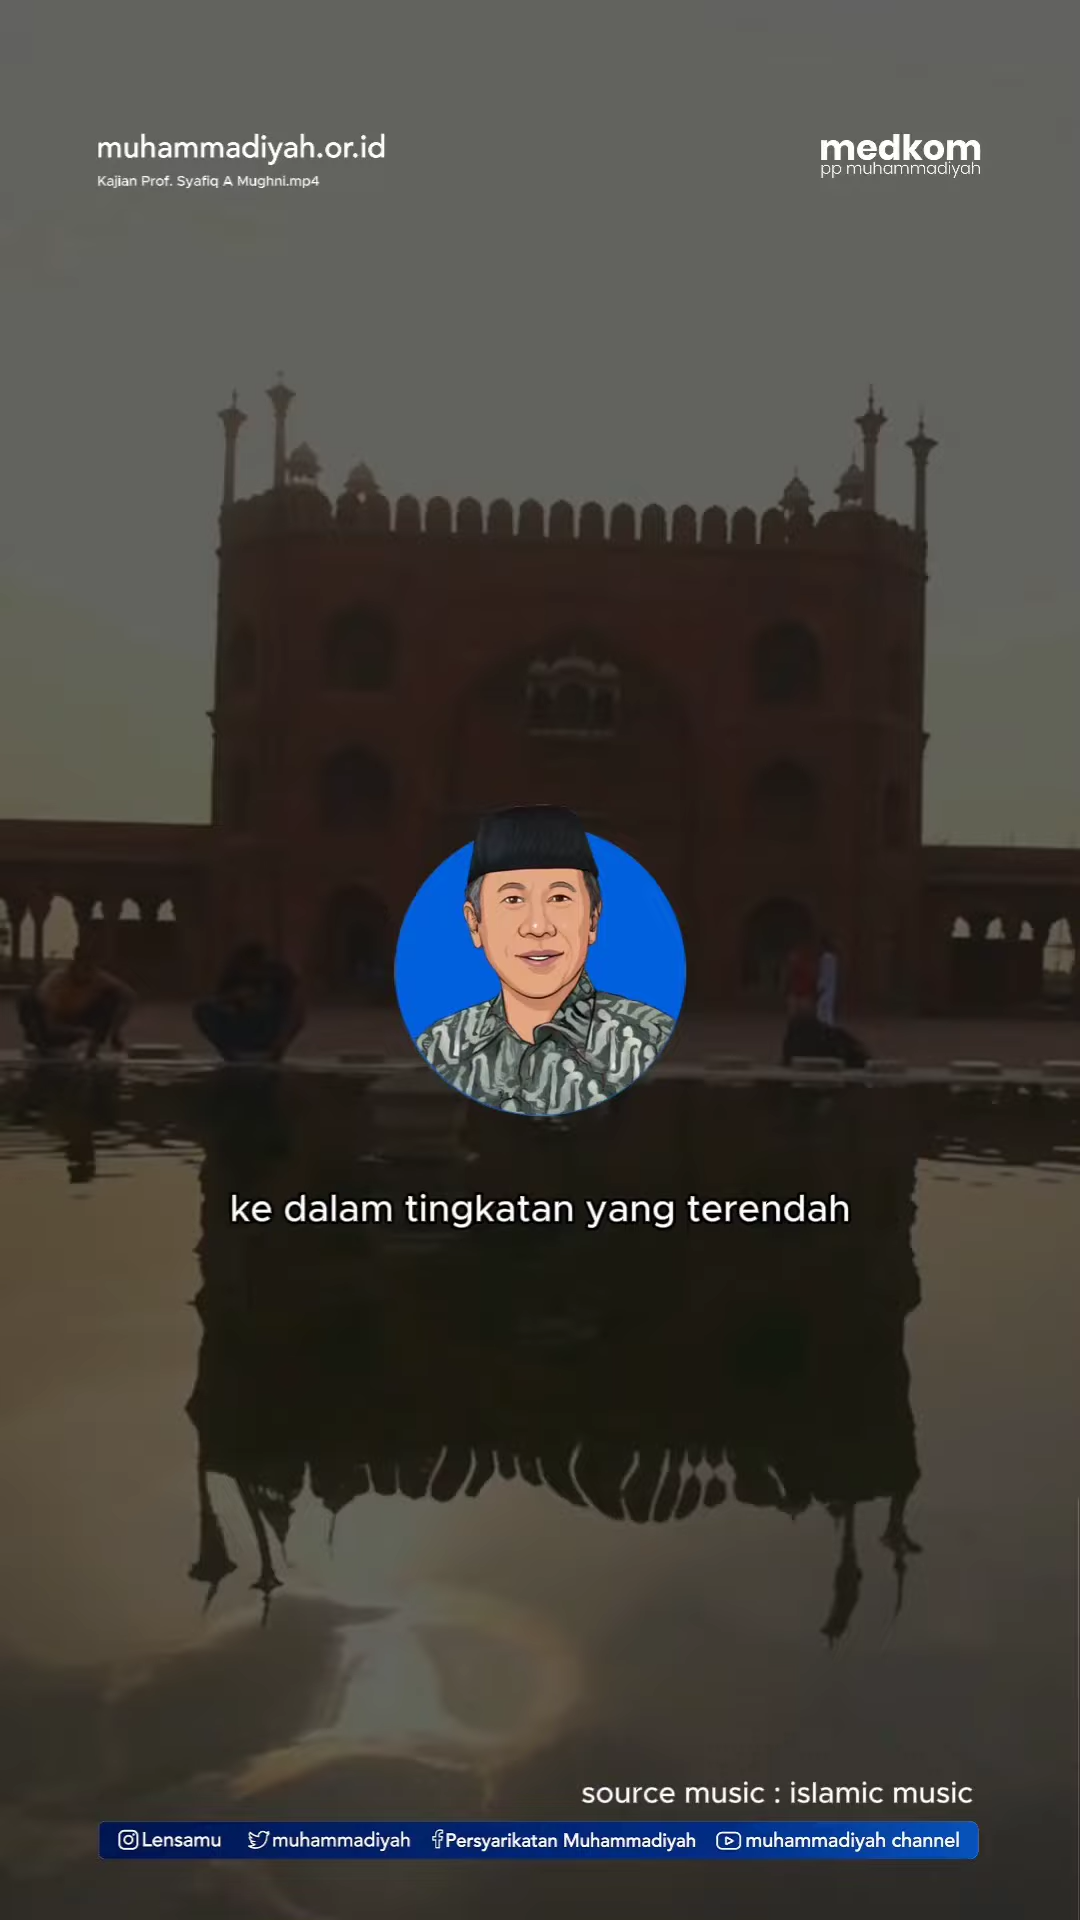 muhammadiyah.or.id
Kajian Prof. Syafiq A Mughni.mp4
medkom
pp muhammadiyah
ke dalam tingkatan yang terendah
source music : islamic music
Lensamu muhammadiyah Persyarikatan Muhammadiyah muhammadiyah channel